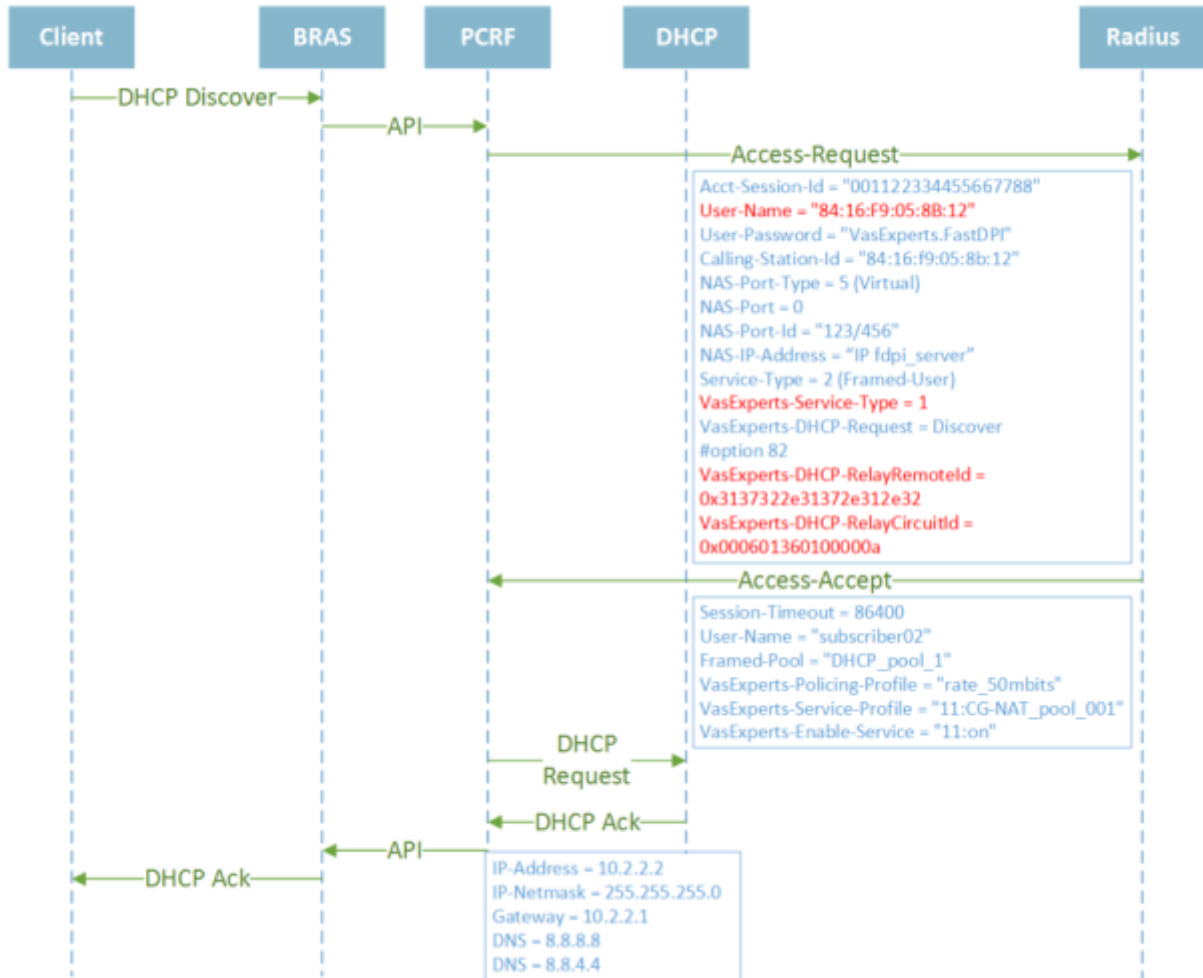 Client
BRAS
PCRF
DHCP
Radius
DHCP Discover
API
Access-Request
Acct-Session-Id = "001122334455667788"
User-Name = "84:16:F9:05:8B:12"
User-Password = "VasExperts.FastDPI"
Calling-Station-Id = "84:16:f9:05:8b:12"
NAS-Port-Type = 5 (Virtual)
NAS-Port = 0
NAS-Port-Id = "123/456"
NAS-IP-Address = “IP fdpi_server”
Service-Type = 2 (Framed-User)
VasExperts-Service-Type = 1
VasExperts-DHCP-Request = Discover
#option 82
VasExperts-DHCP-RelayRemoteId =
0x3137322e31372e312e32
VasExperts-DHCP-RelayCircuitId =
0x000601360100000a
Access-Accept
Session-Timeout = 86400
User-Name = "subscriber02"
Framed-Pool = "DHCP_pool_1"
VasExperts-Policing-Profile = "rate_50mbits"
VasExperts-Service-Profile = "11:CG-NAT_pool_001"
VasExperts-Enable-Service = "11:on"
DHCP
Request
DHCP Ack
API
DHCP Ack
IP-Address = 10.2.2.2
IP-Netmask = 255.255.255.0
Gateway = 10.2.2.1
DNS = 8.8.8.8
DNS = 8.8.4.4